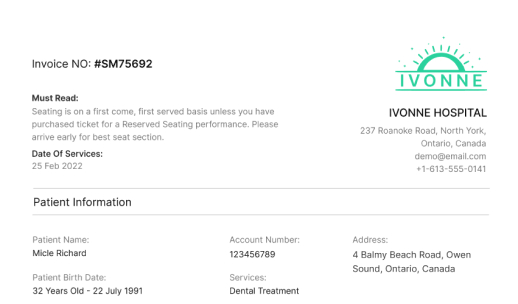 Invoice NO: #SM75692
IVONNE
Must Read:
Seating is on a first come, first served basis unless you have
purchased ticket for a Reserved Seating performance. Please
arrive early for best seat section.
Date Of Services:
25 Feb 2022
IVONNE HOSPITAL
237 Roanoke Road, North York,
Ontario, Canada
demo@email.com
+1-613-555-0141
Patient Information
Patient Name:
Micle Richard
Account Number:
123456789
Address:
4 Balmy Beach Road, Owen
Sound, Ontario, Canada
Patient Birth Date:
32 Years Old - 22 July 1991
Services:
Dental Treatment